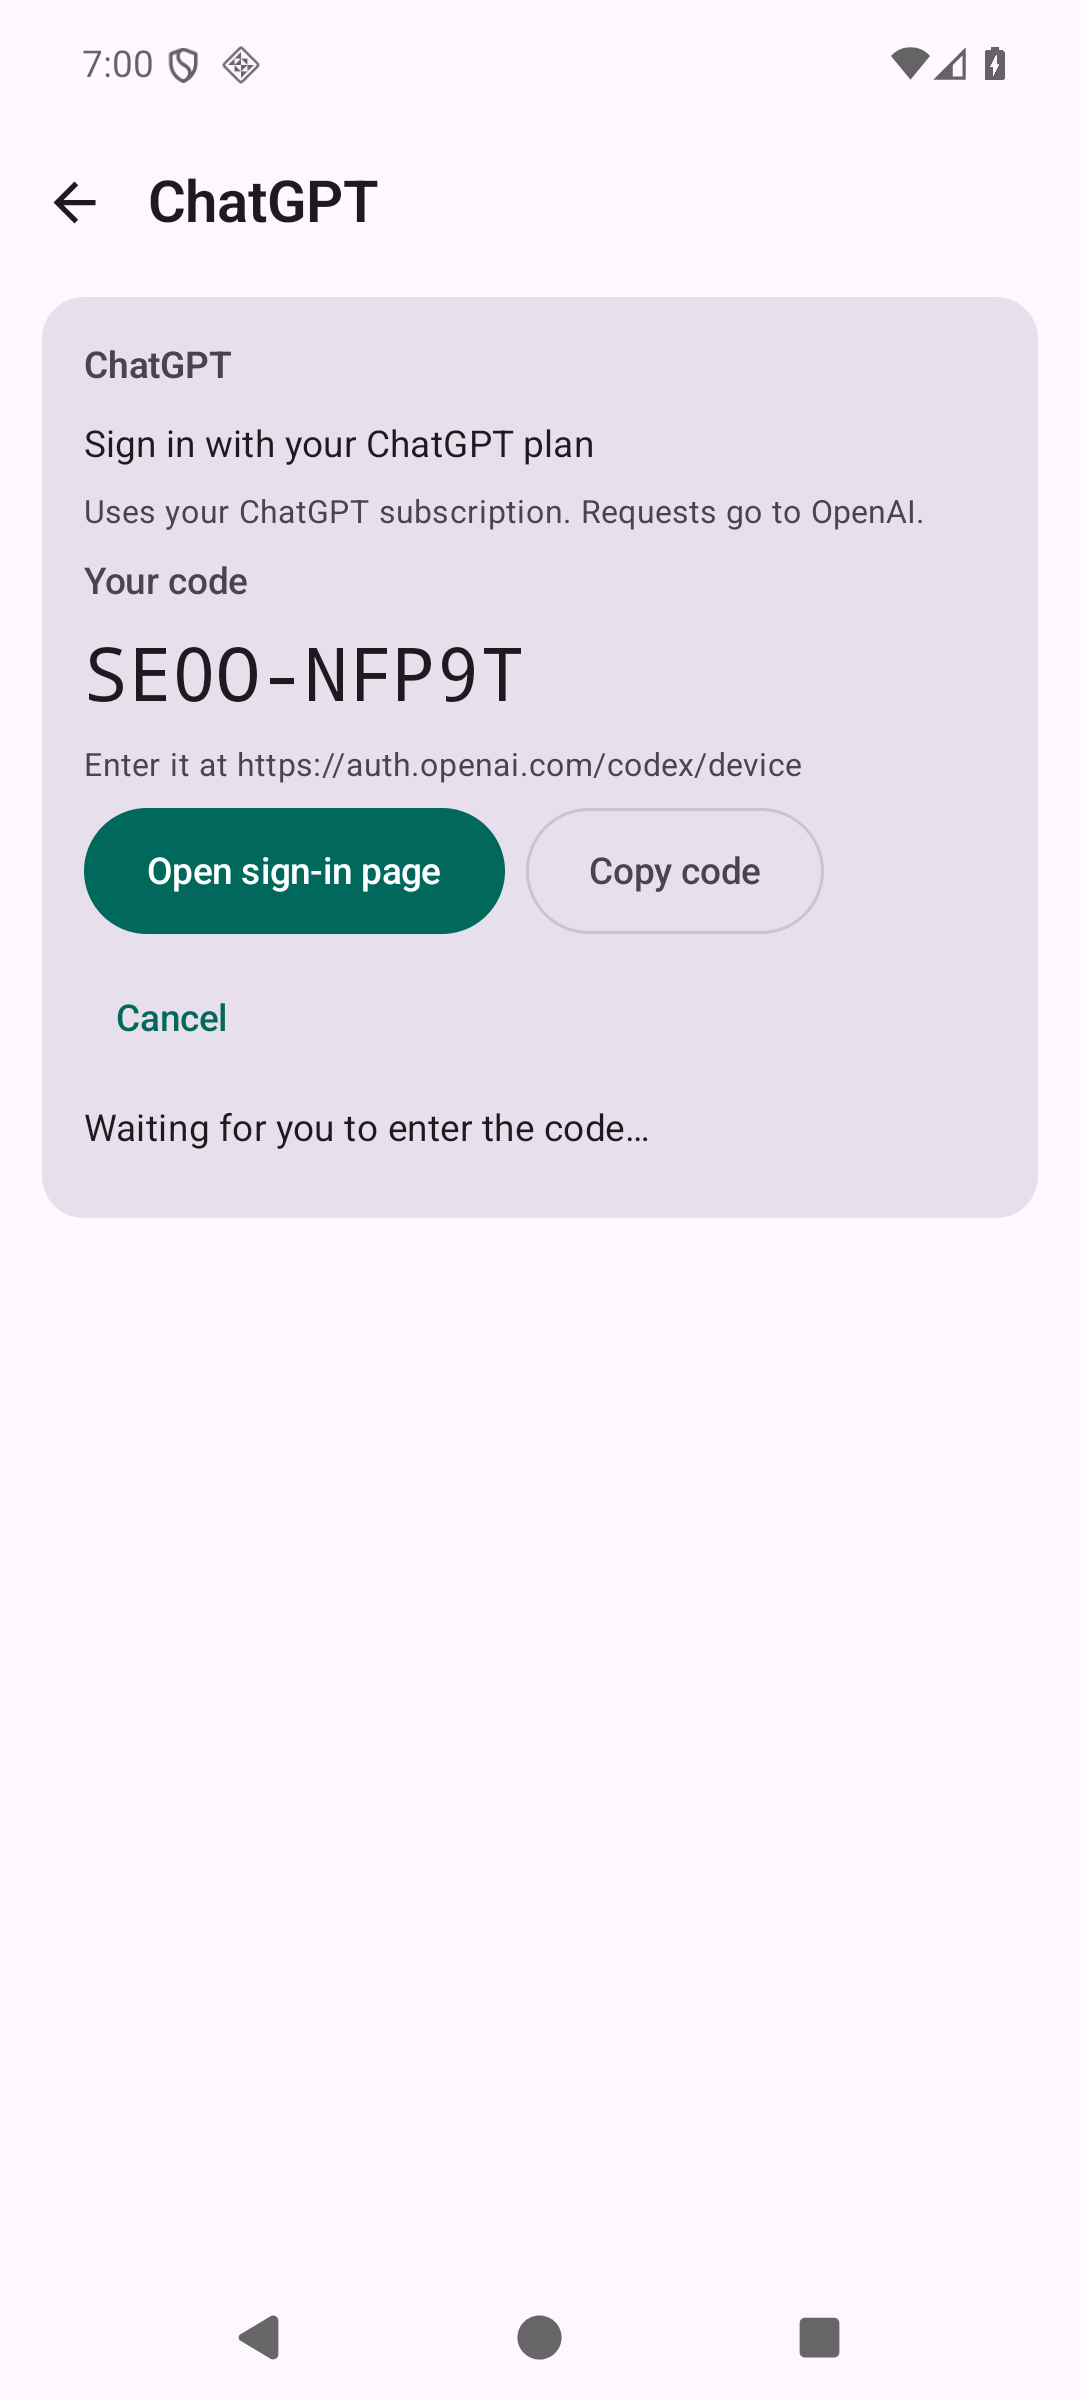 7:00
ChatGPT
ChatGPT
Sign in with your ChatGPT plan
Uses your ChatGPT subscription. Requests go to OpenAI.
Your code
SEOO-NFP9T
Enter it at https://auth.openai.com/codex/device
Open sign-in page
Copy code
Cancel
Waiting for you to enter the code…